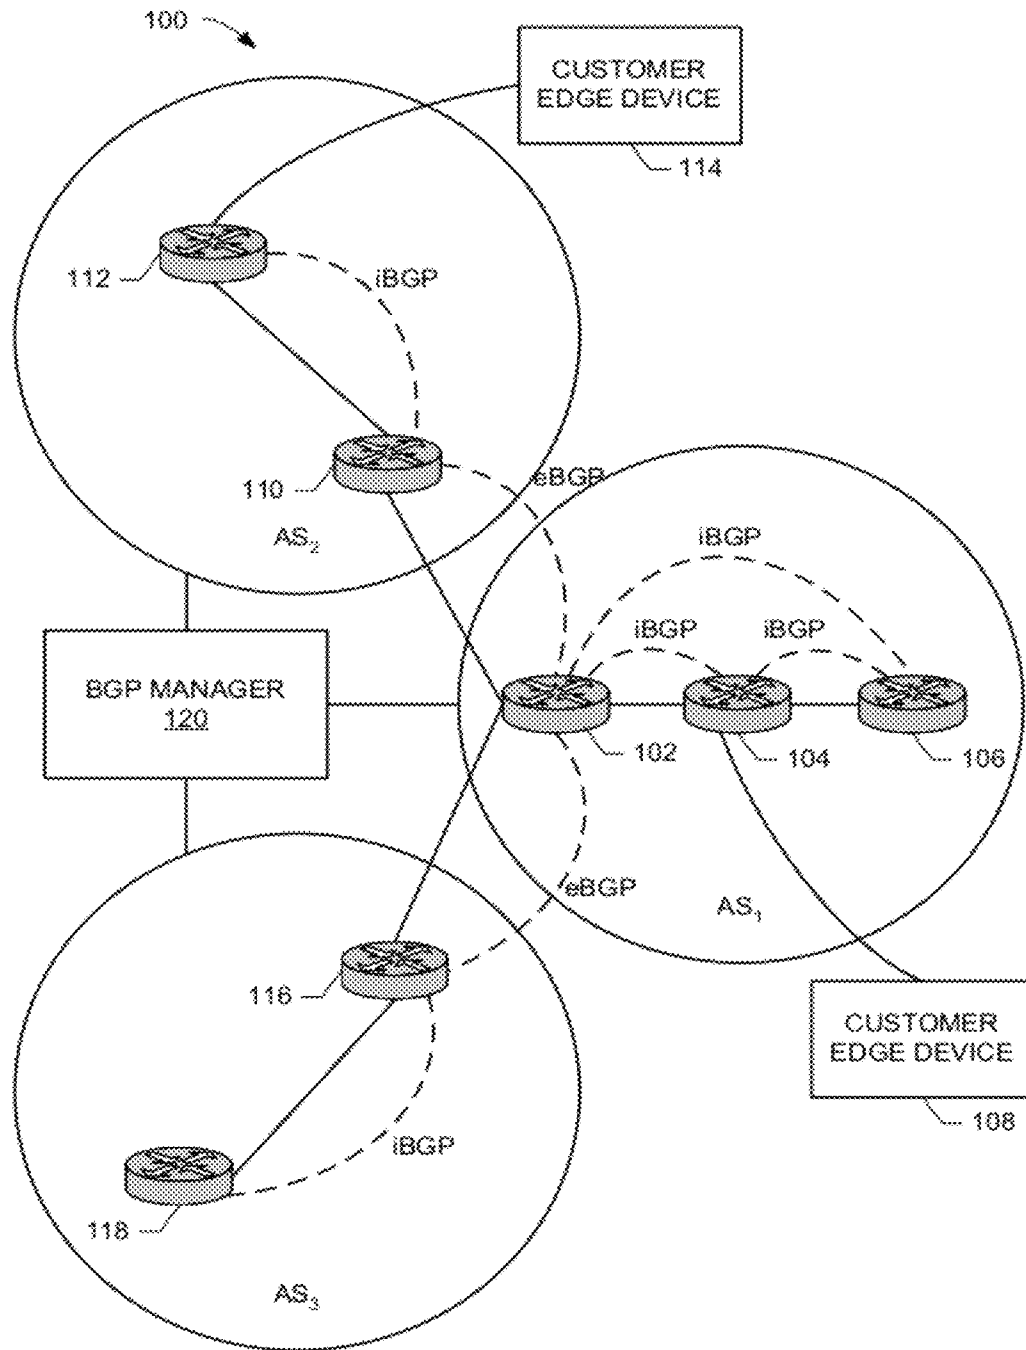 100
CUSTOMER
EDGE DEVICE
114
112
iBGP
110
eBGP
AS2
iBGP
iBGP
iBGP
BGP MANAGER
120
102
104
106
eBGP
AS1
116
CUSTOMER
EDGE DEVICE
108
iBGP
118
AS3